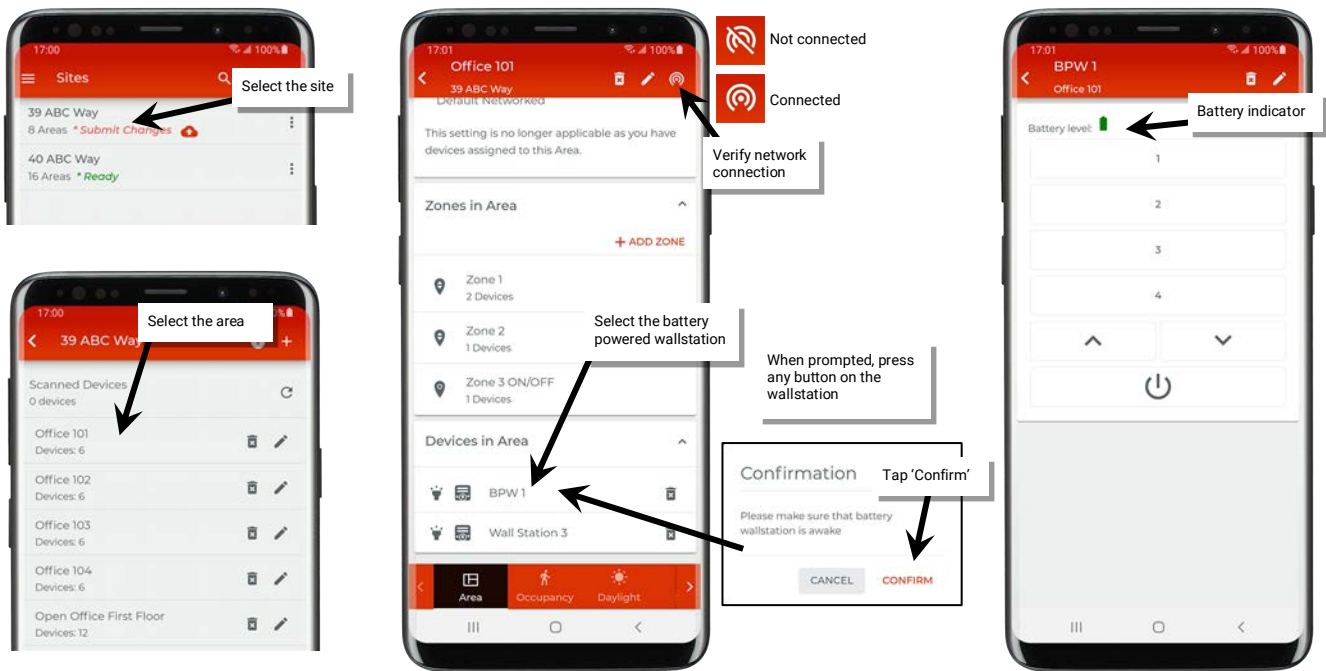 17:00
100%
Sites
Select the site
39 ABC Way
8 Areas * Submit Changes
40 ABC Way
16 Areas * Ready
17:00
0%
39 ABC Way
Select the area
Scanned Devices
0 devices
Office 101
Devices: 6
Office 102
Devices: 6
Office 103
Devices: 6
Office 104
Devices: 6
Open Office First Floor
Devices: 12
17:01
100%
Office 101
39 ABC Way
Default Networked
This setting is no longer applicable as you have
devices assigned to this Area.
Zones in Area
+ ADD ZONE
Zone 1
2 Devices
Zone 2
1 Devices
Zone 3 ON/OFF
1 Devices
Devices in Area
BPW 1
Wall Station 3
Area
Occupancy
Daylight
Not connected
Connected
Verify network
connection
Select the battery
powered wallstation
When prompted, press
any button on the
wallstation
Confirmation
Tap ‘Confirm’
Please make sure that battery
wallstation is awake
CANCEL
CONFIRM
17:01
100%
BPW 1
Office 101
Battery indicator
Battery level:
1
2
3
4